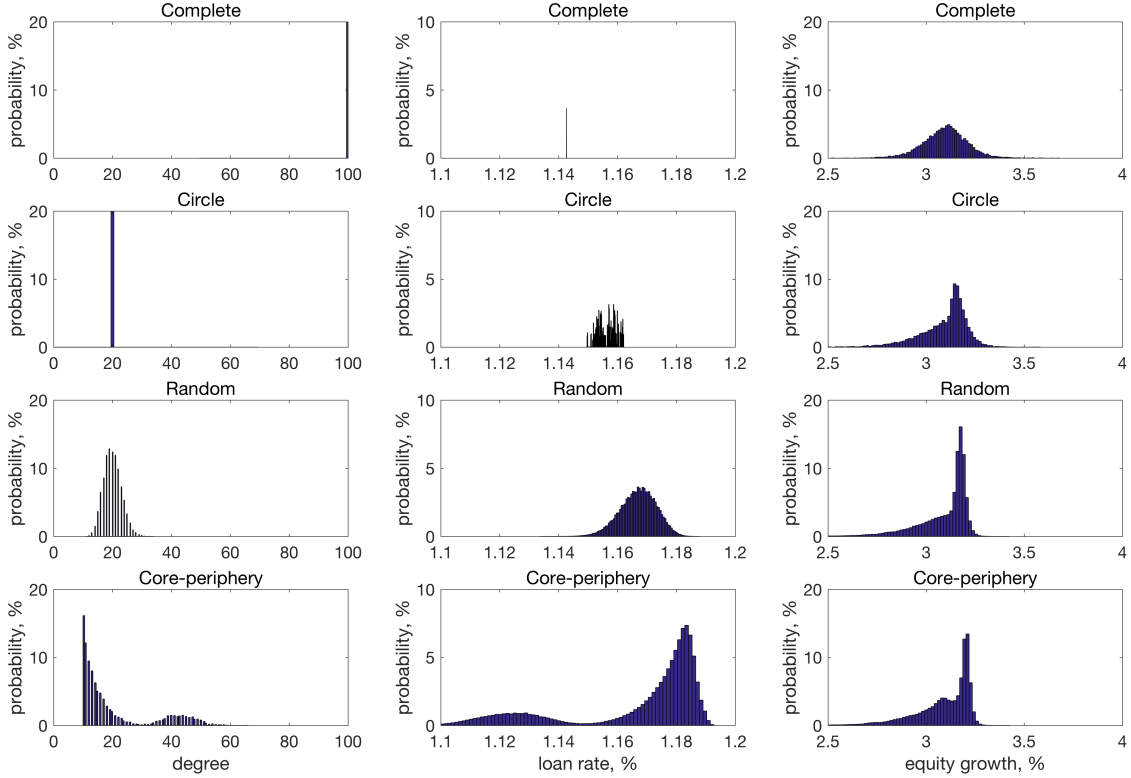 Complete
probability, %
20
10
0
0 20 40 60 80 100
Complete
probability, %
10
5
0
1.1 1.12 1.14 1.16 1.18 1.2
Complete
probability, %
20
10
0
2.5 3 3.5 4
Circle
probability, %
20
10
0
0 20 40 60 80 100
Circle
probability, %
10
5
0
1.1 1.12 1.14 1.16 1.18 1.2
Circle
probability, %
20
10
0
2.5 3 3.5 4
Random
probability, %
20
10
0
0 20 40 60 80 100
Random
probability, %
10
5
0
1.1 1.12 1.14 1.16 1.18 1.2
Random
probability, %
20
10
0
2.5 3 3.5 4
Core-periphery
probability, %
20
10
0
0 20 40 60 80 100
degree
Core-periphery
probability, %
10
5
0
1.1 1.12 1.14 1.16 1.18 1.2
loan rate, %
Core-periphery
probability, %
20
10
0
2.5 3 3.5 4
equity growth, %